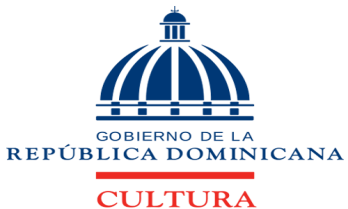 GOBIERNO DE LA
REPÚBLICA DOMINICANA
CULTURA